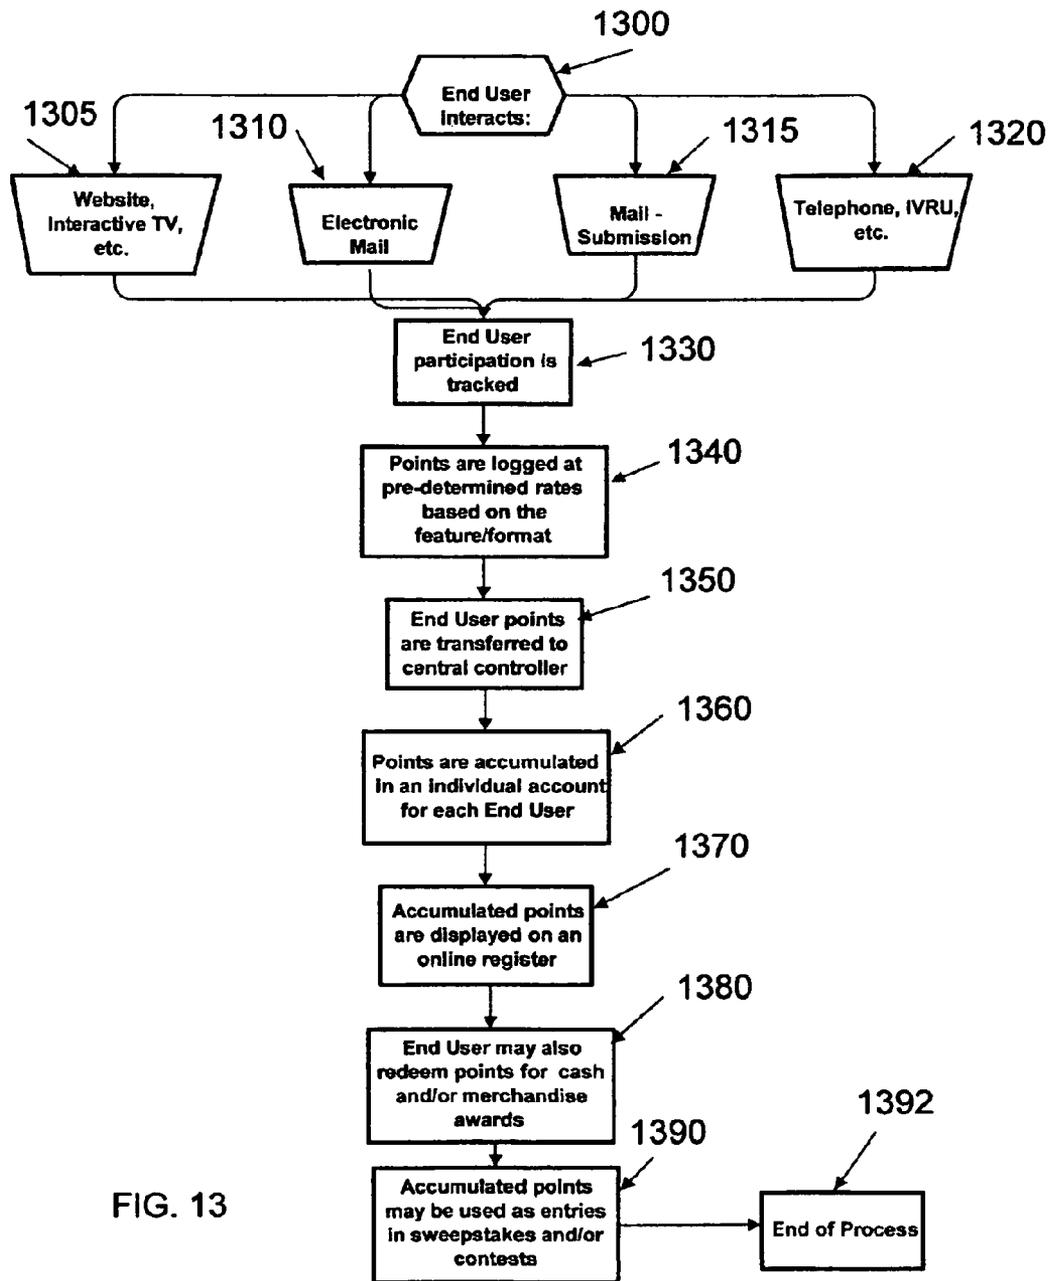 1300
End User
Interacts:
1305
1310
1315
1320
Website,
Interactive TV,
etc.
Electronic
Mail
Mail -
Submission
Telephone, IVRU,
etc.
End User
participation is
tracked
1330
1340
Points are logged at
pre-determined rates
based on the
feature/format
1350
End User points
are transferred to
central controller
1360
Points are accumulated
in an individual account
for each End User
1370
Accumulated points
are displayed on an
online register
1380
End User may also
redeem points for cash
and/or merchandise
awards
1390
1392
Accumulated points
may be used as entries
in sweepstakes and/or
contests
End of Process
FIG. 13